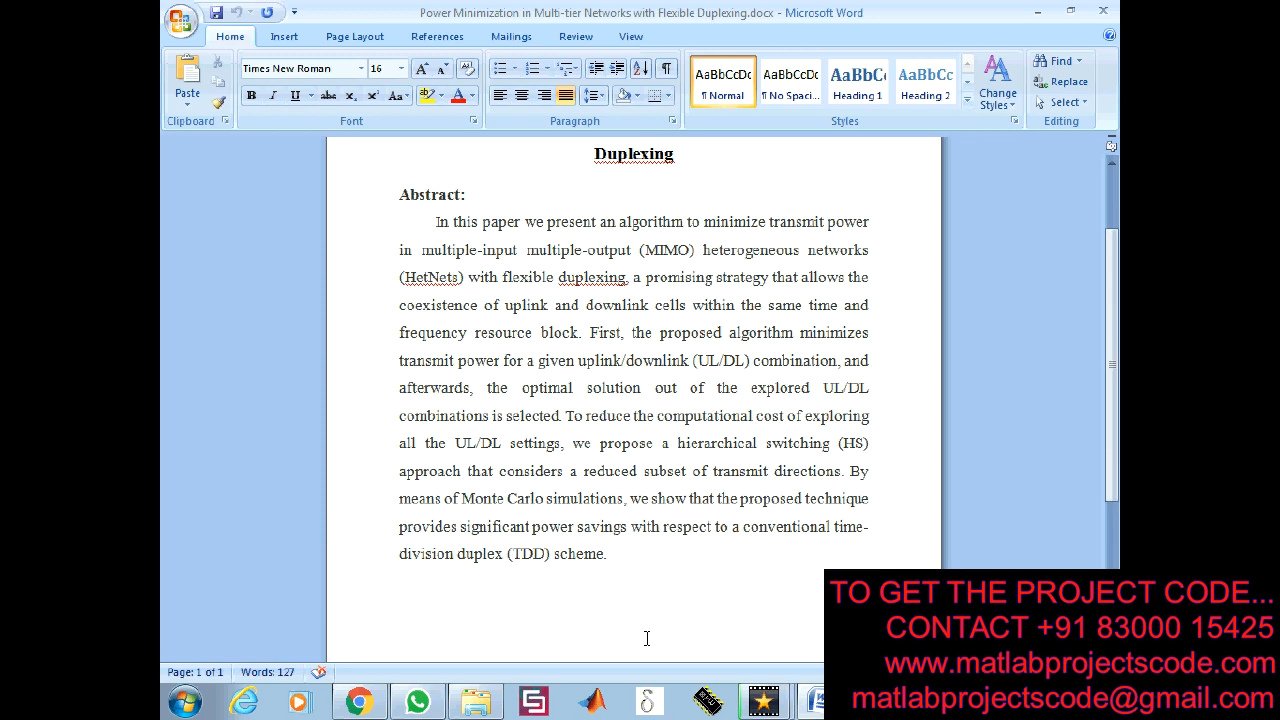 Power Minimization in Multi-tier Networks with Flexible Duplexing.docx - Microsoft Word
Home Insert Page Layout References Mailings Review View
Times New Roman 16
Paste
AaBbCcDc AaBbCcDc AaBbC AaBbCc
¶ Normal ¶ No Spaci... Heading 1 Heading 2
Change Styles
Find
Replace
Select
Clipboard Font Paragraph Styles Editing
Duplexing
Abstract:
In this paper we present an algorithm to minimize transmit power
in multiple-input multiple-output (MIMO) heterogeneous networks
(HetNets) with flexible duplexing, a promising strategy that allows the
coexistence of uplink and downlink cells within the same time and
frequency resource block. First, the proposed algorithm minimizes
transmit power for a given uplink/downlink (UL/DL) combination, and
afterwards, the optimal solution out of the explored UL/DL
combinations is selected. To reduce the computational cost of exploring
all the UL/DL settings, we propose a hierarchical switching (HS)
approach that considers a reduced subset of transmit directions. By
means of Monte Carlo simulations, we show that the proposed technique
provides significant power savings with respect to a conventional time-
division duplex (TDD) scheme.
TO GET THE PROJECT CODE...
CONTACT +91 83000 15425
www.matlabprojectscode.com
matlabprojectscode@gmail.com
Page: 1 of 1 Words: 127